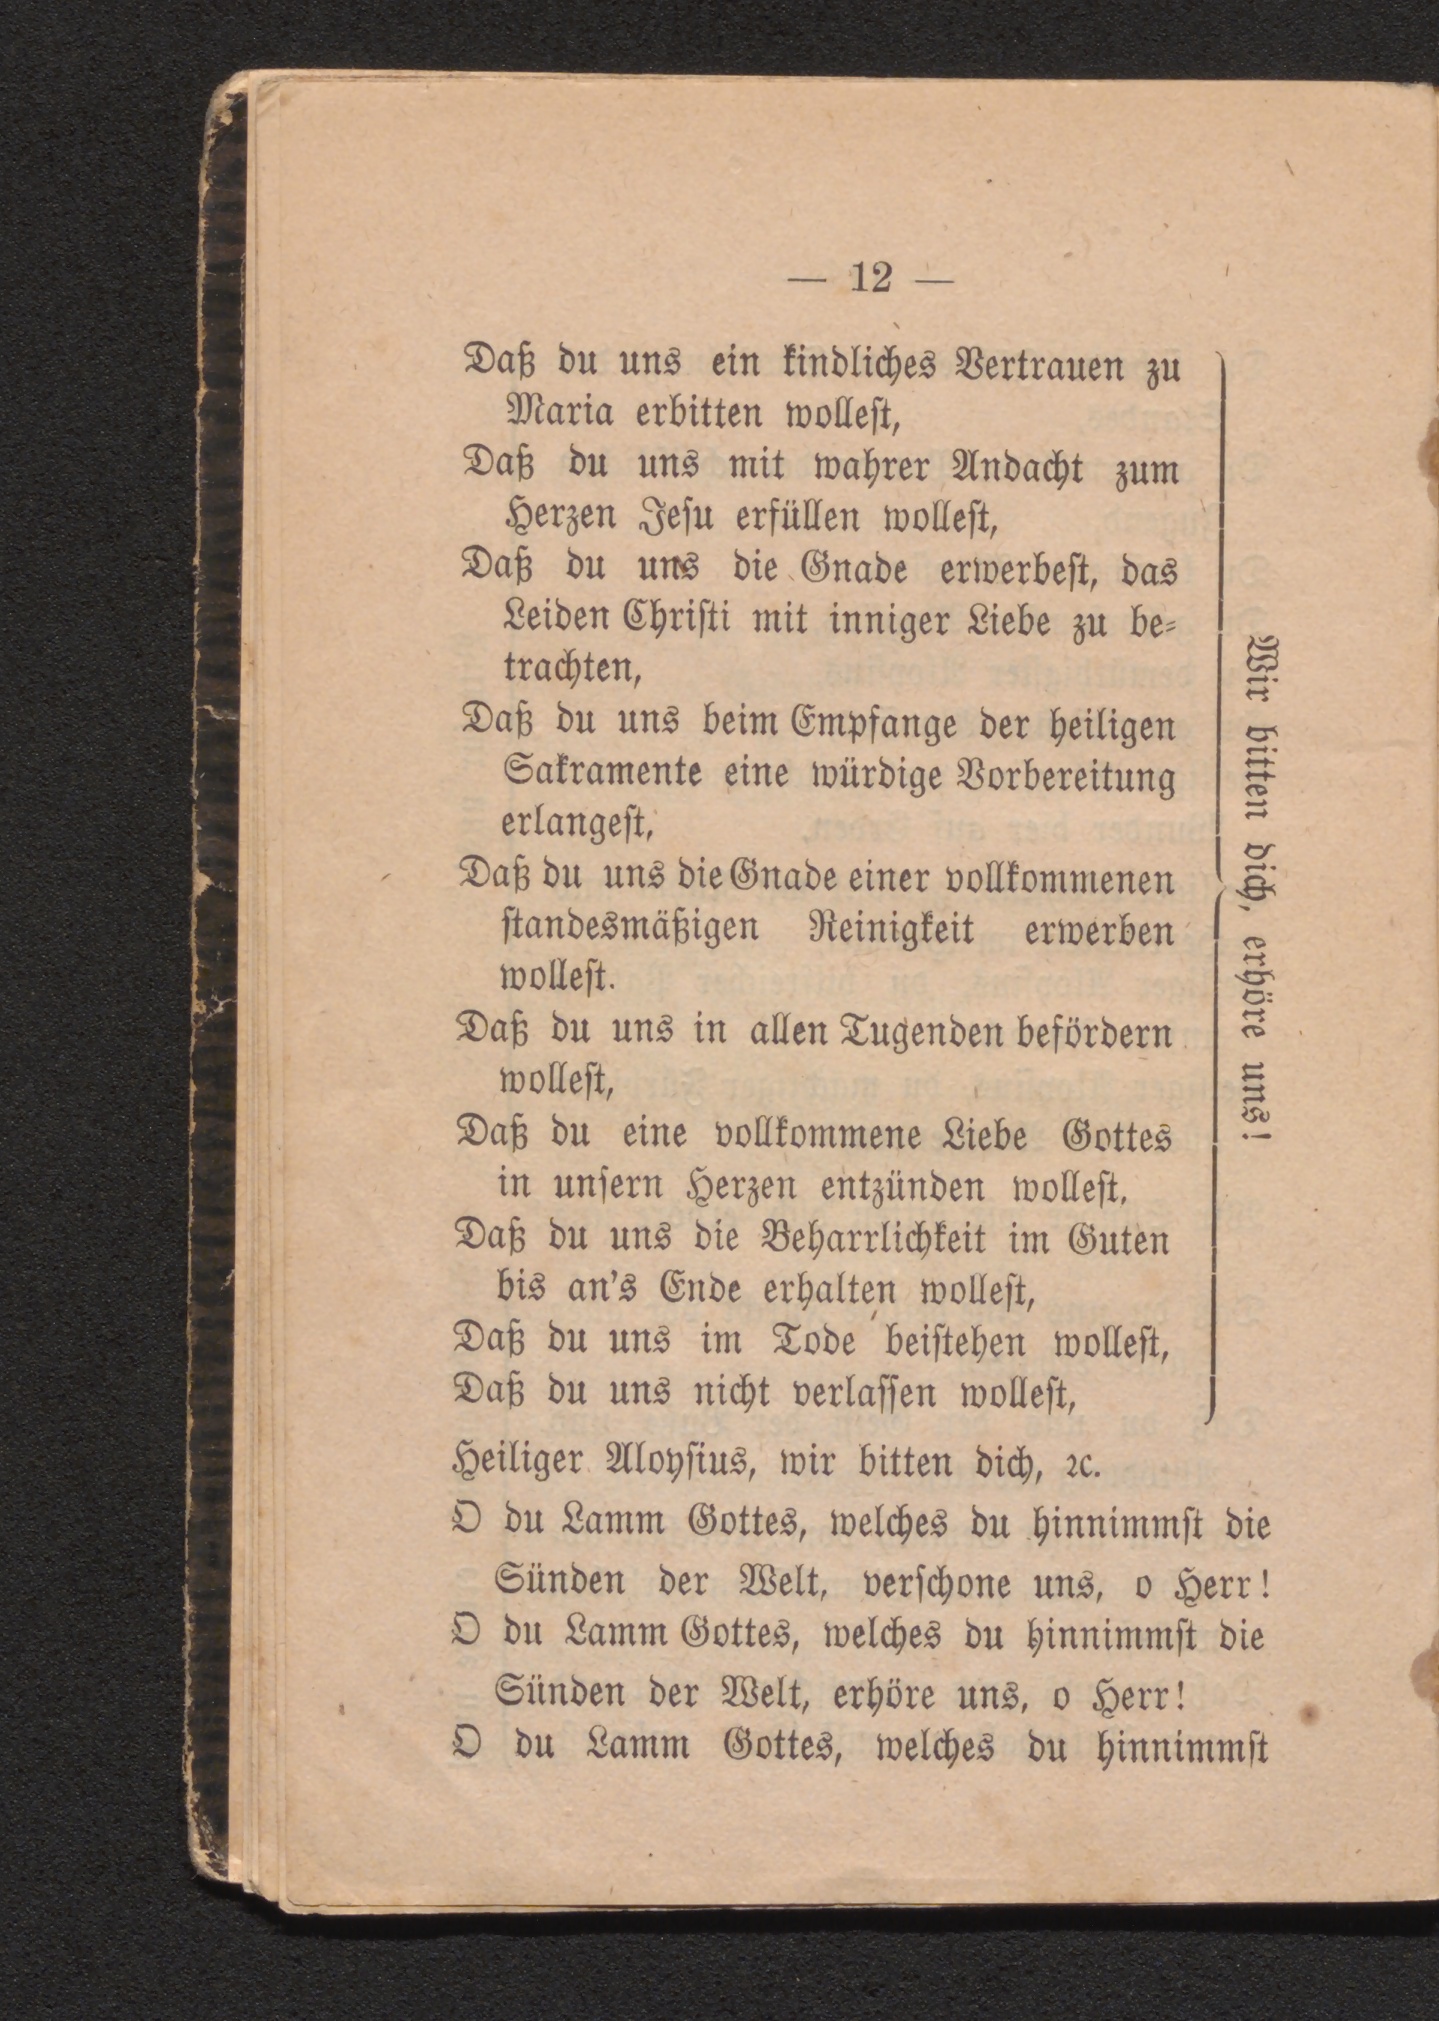 — 12 —
Daß du uns ein kindliches Vertrauen zu
Maria erbitten wolleſt,
Daß du uns mit wahrer Andacht zum
Herzen Jeſu erfüllen wolleſt,
Daß du uns die Gnade erwerbeſt, das
Leiden Chriſti mit inniger Liebe zu be⸗
trachten,
Daß du uns beim Empfange der heiligen
Sakramente eine würdige Vorbereitung
erlangeſt,
Daß du uns die Gnade einer vollkommenen
ſtandesmäßigen Reinigkeit erwerben
wolleſt.
Daß du uns in allen Tugenden befördern
wolleſt,
Daß du eine vollkommene Liebe Gottes
in unſern Herzen entzünden wolleſt,
Daß du uns die Beharrlichkeit im Guten
bis an's Ende erhalten wolleſt,
Daß du uns im Tode beiſtehen wolleſt,
Daß du uns nicht verlaſſen wolleſt,
Wir bitten dich, erhöre uns!
Heiliger Aloyſius, wir bitten dich, ꝛc.
O du Lamm Gottes, welches du hinnimmſt die
Sünden der Welt, verſchone uns, o Herr!
O du Lamm Gottes, welches du hinnimmſt die
Sünden der Welt, erhöre uns, o Herr!
O du Lamm Gottes, welches du hinnimmſt